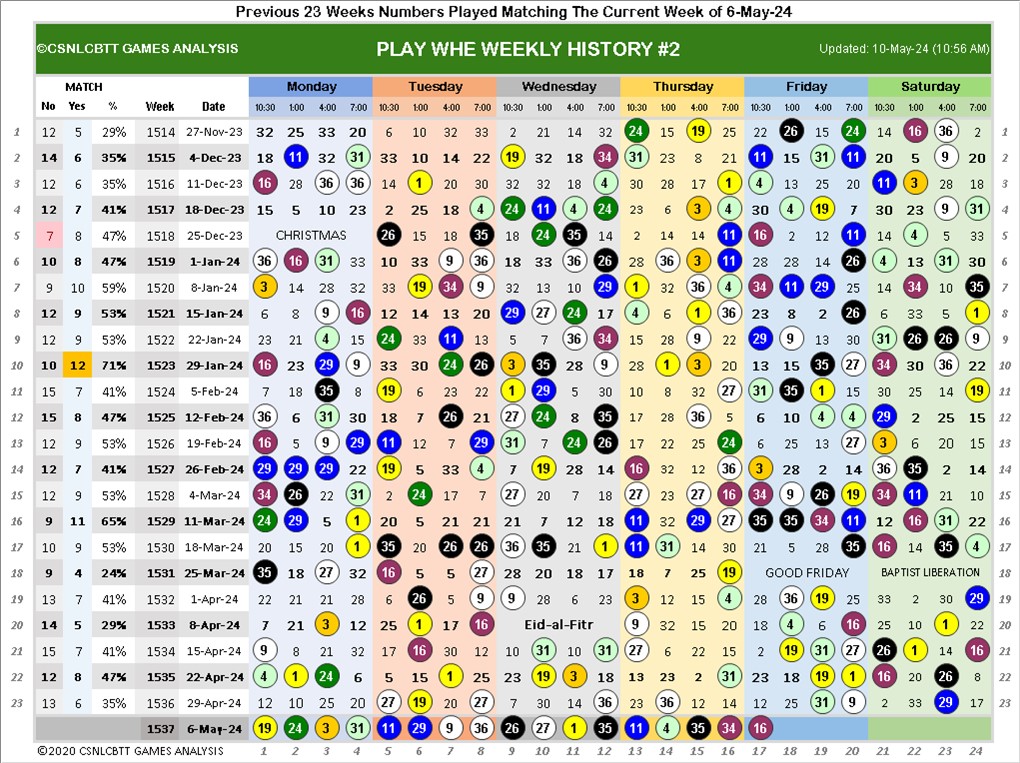 Previous 23 Weeks Numbers Played Matching The Current Week of 6-May-24
©CSNLCBTT GAMES ANALYSIS PLAY WHE WEEKLY HISTORY #2 Updated: 10-May-24 (10:56 AM)
MATCH Monday Tuesday Wednesday Thursday Friday Saturday
No Yes % Week Date 10:30 1:00 4:00 7:00 10:30 1:00 4:00 7:00 10:30 1:00 4:00 7:00 10:30 1:00 4:00 7:00 10:30 1:00 4:00 7:00 10:30 1:00 4:00 7:00
1 12 5 29% 1514 27-Nov-23 32 25 33 20 6 10 32 33 2 21 14 32 24 15 19 25 22 26 15 24 14 16 36 2 1
2 14 6 35% 1515 4-Dec-23 18 11 32 31 33 10 14 22 19 32 18 34 31 23 8 21 11 15 31 11 20 5 9 20 2
3 12 6 35% 1516 11-Dec-23 16 28 36 36 14 1 20 30 32 32 18 4 30 28 17 1 4 13 25 25 11 3 28 18 3
4 12 7 41% 1517 18-Dec-23 15 5 10 23 2 25 18 4 24 11 4 24 23 6 3 4 30 4 19 7 30 23 9 31 4
5 7 8 47% 1518 25-Dec-23 CHRISTMAS 26 15 18 35 18 24 35 14 2 14 14 11 16 2 12 11 14 4 5 33 5
6 10 8 47% 1519 1-Jan-24 36 16 31 33 10 33 9 36 18 33 36 26 28 36 3 11 28 28 14 26 4 13 31 30 6
7 9 10 59% 1520 8-Jan-24 3 14 28 32 33 19 34 9 32 13 10 29 1 32 36 4 34 11 29 25 14 34 10 35 7
8 12 9 53% 1521 15-Jan-24 6 8 9 16 12 14 13 20 29 27 24 17 4 6 1 36 23 8 2 26 6 33 5 1 8
9 12 9 53% 1522 22-Jan-24 23 21 4 15 24 33 11 13 2 5 36 34 15 28 9 22 29 9 13 30 31 26 26 9 9
10 10 12 71% 1523 29-Jan-24 16 23 29 9 33 30 24 26 3 35 28 9 14 1 3 13 20 15 35 27 34 30 36 22 10
11 15 7 41% 1524 5-Feb-24 7 18 35 8 19 6 23 22 1 29 5 30 10 8 32 27 31 35 1 15 30 25 14 19 11
12 15 8 47% 1525 12-Feb-24 36 6 31 30 18 7 26 21 27 24 8 35 17 28 36 5 6 10 4 4 29 2 25 15 12
13 12 9 53% 1526 19-Feb-24 16 5 9 29 11 12 7 29 31 7 24 26 17 22 25 24 6 25 13 27 3 6 20 15 13
14 12 7 41% 1527 26-Feb-24 29 29 29 22 19 5 33 4 7 19 28 14 16 32 12 36 3 28 2 14 36 35 2 14 14
15 12 9 53% 1528 4-Mar-24 34 26 22 31 6 24 17 7 27 20 7 18 27 23 27 16 34 9 26 19 34 11 21 10 15
16 9 11 65% 1529 11-Mar-24 24 29 5 1 20 5 21 21 21 7 12 18 11 32 29 27 35 35 34 11 12 16 31 22 16
17 10 9 53% 1530 18-Mar-24 20 15 20 1 35 20 26 26 36 35 21 1 11 31 14 30 21 5 28 35 16 14 35 4 17
18 9 4 24% 1531 25-Mar-24 35 18 27 32 16 5 5 27 28 20 18 17 18 7 25 19 GOOD FRIDAY BAPTIST LIBERATION 18
19 13 7 41% 1532 1-Apr-24 22 21 21 28 6 26 5 9 9 28 6 23 3 12 15 4 28 36 19 25 33 2 30 29 19
20 14 5 29% 1533 8-Apr-24 7 21 3 12 25 1 17 16 Eid-al-Fitr 9 32 15 20 18 4 6 16 25 10 1 22 20
21 15 7 41% 1534 15-Apr-24 9 8 21 32 17 16 30 12 10 31 12 31 27 6 22 15 2 19 31 27 26 1 14 16 21
22 12 8 47% 1535 22-Apr-24 4 1 24 6 5 15 1 25 23 19 3 18 13 23 2 31 23 18 19 1 16 20 26 8 22
23 13 6 35% 1536 29-Apr-24 12 10 25 20 27 19 20 27 7 30 12 36 23 36 14 22 12 25 31 9 2 33 29 17 23
1537 6-May-24 19 24 3 31 11 29 9 36 26 27 1 35 11 4 35 34 16
©2020 CSNLCBTT GAMES ANALYSIS 1 2 3 4 5 6 7 8 9 10 11 12 13 14 15 16 17 18 19 20 21 22 23 24